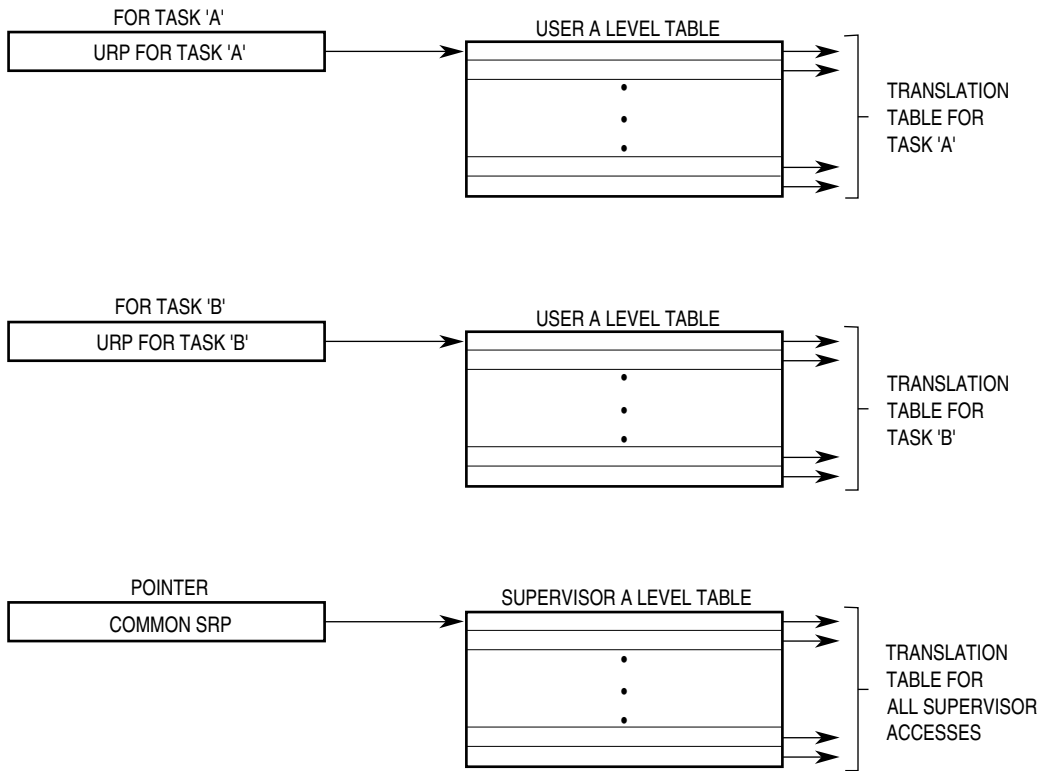 FOR TASK 'A'
URP FOR TASK 'A'
USER A LEVEL TABLE
TRANSLATION
TABLE FOR
TASK 'A'
FOR TASK 'B'
URP FOR TASK 'B'
USER A LEVEL TABLE
TRANSLATION
TABLE FOR
TASK 'B'
POINTER
COMMON SRP
SUPERVISOR A LEVEL TABLE
TRANSLATION
TABLE FOR
ALL SUPERVISOR
ACCESSES